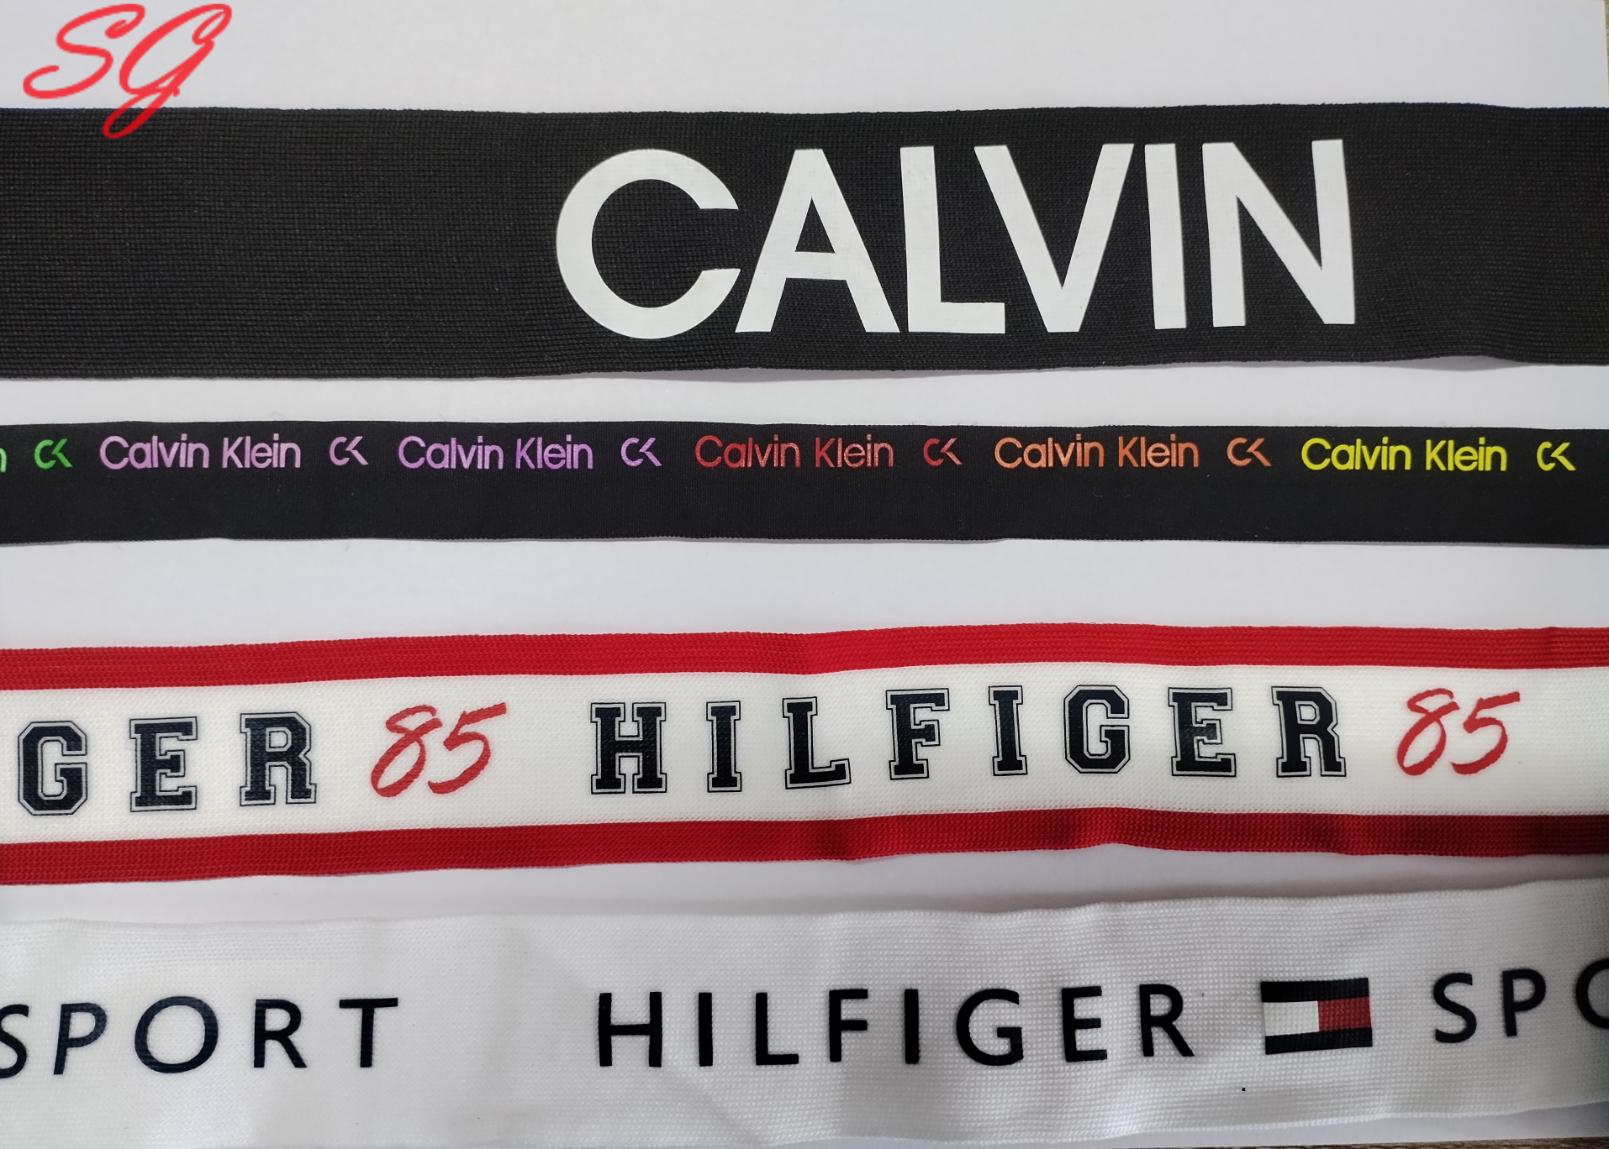 SG
CALVIN
n CK Calvin Klein CK Calvin Klein CK Calvin Klein CK Calvin Klein CK Calvin Klein CK
GER 85 HILFIGER 85
SPORT HILFIGER SPO